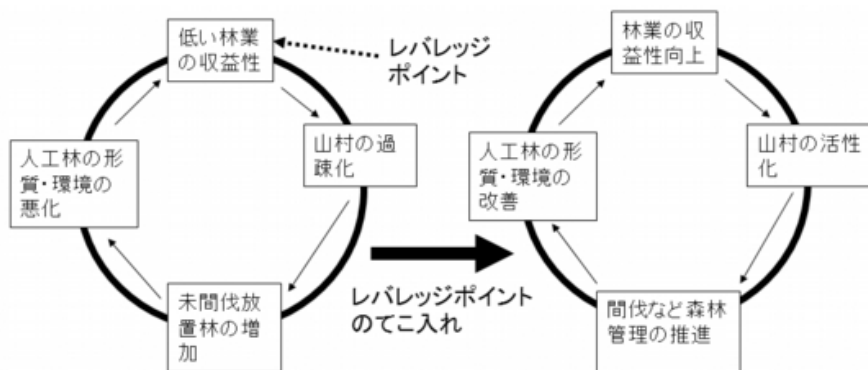 低い林業
の収益性
レバレッジ
ポイント
山村の過
疎化
未間伐放
置林の増
加
人工林の形
質・環境の
悪化
レバレッジポイント
のてこ入れ
林業の収
益性向上
山村の活性
化
間伐など森林
管理の推進
人工林の形
質・環境の
改善